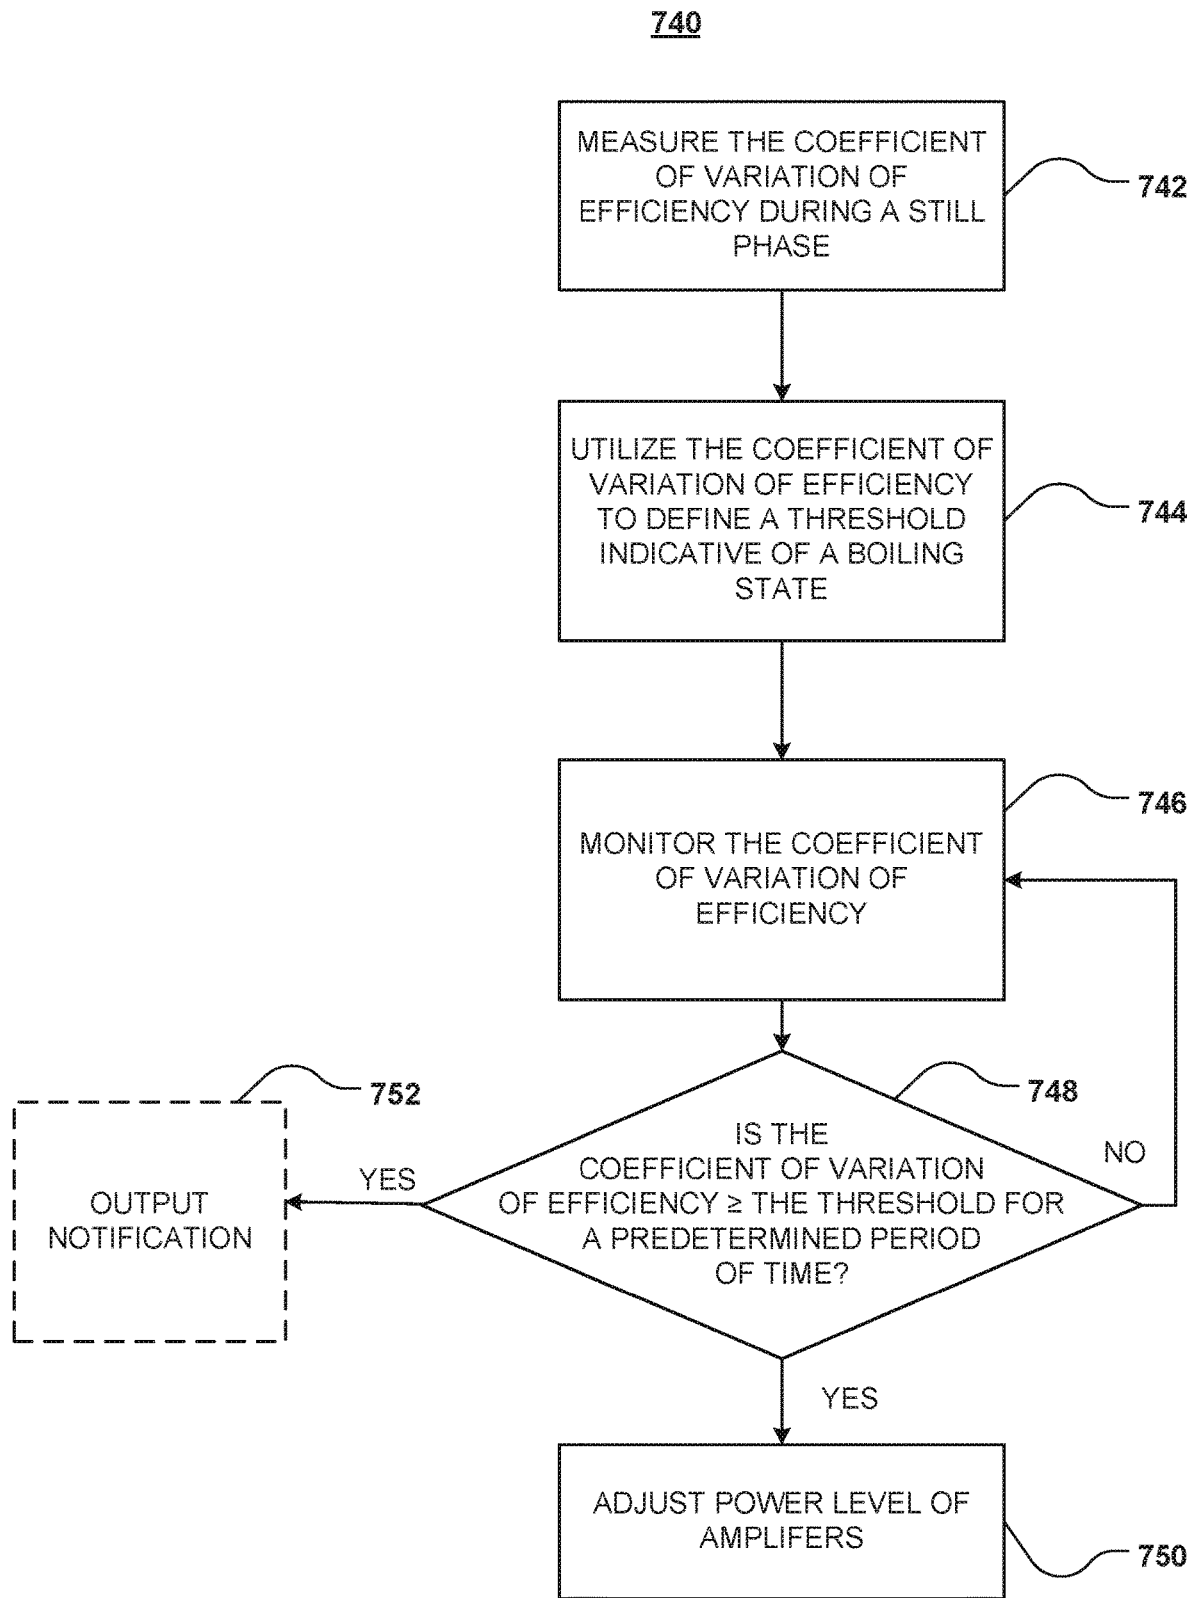 740
MEASURE THE COEFFICIENT
OF VARIATION OF
EFFICIENCY DURING A STILL
PHASE
742
UTILIZE THE COEFFICIENT OF
VARIATION OF EFFICIENCY
TO DEFINE A THRESHOLD
INDICATIVE OF A BOILING
STATE
744
MONITOR THE COEFFICIENT
OF VARIATION OF
EFFICIENCY
746
IS THE
COEFFICIENT OF VARIATION
OF EFFICIENCY ≥ THE THRESHOLD FOR
A PREDETERMINED PERIOD
OF TIME?
748
NO
YES
OUTPUT
NOTIFICATION
752
YES
ADJUST POWER LEVEL OF
AMPLIFERS
750